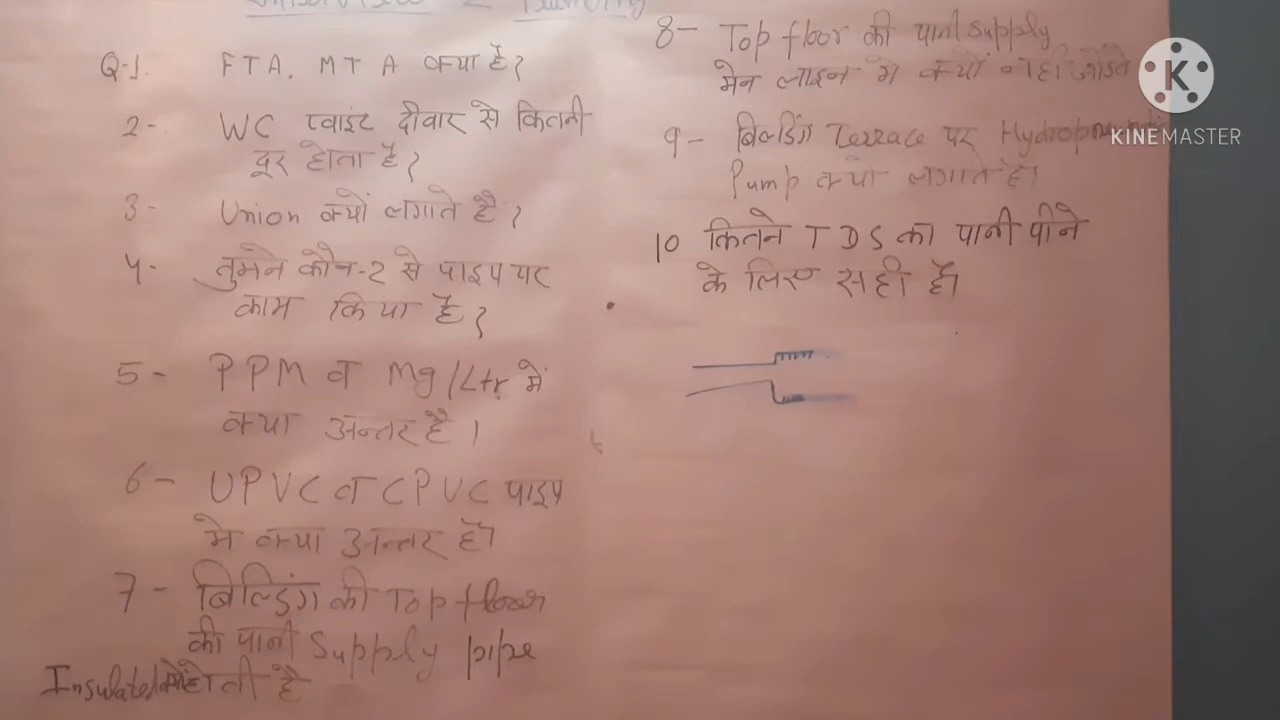 Plumbing
Q-1. FTA, MTA क्या है?
2- WC प्वाइंट दीवार से कितनी
दूर होता है?
3- Union क्यों लगाते है?
4- तुमने कौन-2 से पाइप पर
काम किया है?
5- PPM व Mg/Ltr में
क्या अन्तर है।
6- UPVC व CPVC पाइप
मे क्या अन्तर है।
7- बिल्डिंग की Top floor
की पानी Supply pipe
Insulated क्यों होती है
8- Top floor की पानी Supply
मेन लाइन मे क्यों नही जोडते
9- बिल्डिंग Terrace पर Hydropneumatic
Pump क्यो लगाते है।
10 कितने TDS का पानी पीने
के लिए सही है।
K
KINEMASTER